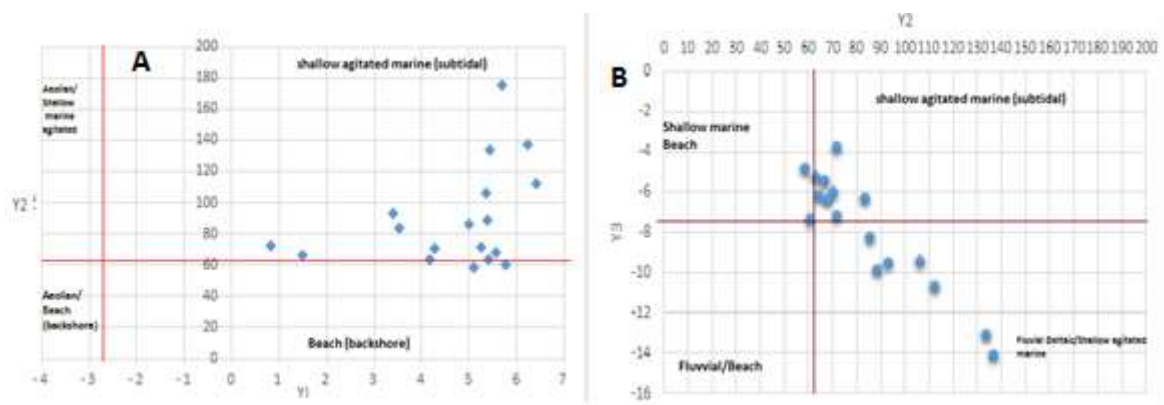 A
200
180
160
140
120
100
80
60
40
20
0
-4 -3 -2 -1 0 1 2 3 4 5 6 7
Y2
Y1
Aeolian/
Shallow
marine
agitated
shallow agitated marine (subtidal)
Aeolian/
Beach
(backshore)
Beach (backshore)
B
Y2
0 10 20 30 40 50 60 70 80 90 100 110 120 130 140 150 160 170 180 190 200
0
-2
-4
-6
-8
-10
-12
-14
-16
Y3
shallow agitated marine (subtidal)
Shallow marine
Beach
Fluvvial/Beach
Fluvial Deltaic/Shallow agitated
marine